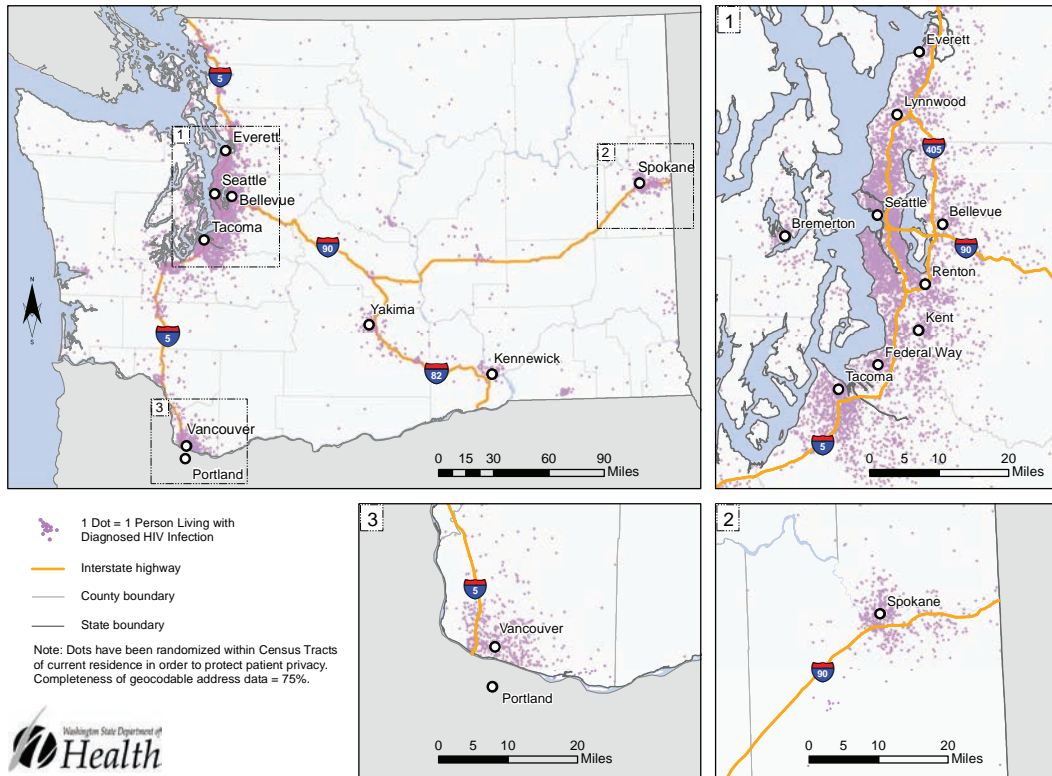 1
5
Everett
2
Spokane
Seattle
Bellevue
Tacoma
90
N
S
5
Yakima
Kennewick
82
3
Vancouver
Portland
0 15 30 60 90
Miles
1
Everett
Lynnwood
405
Seattle
Bellevue
Bremerton
90
Renton
Kent
Federal Way
Tacoma
5
0 5 10 20
Miles
1 Dot = 1 Person Living with
Diagnosed HIV Infection
Interstate highway
County boundary
State boundary
Note: Dots have been randomized within Census Tracts
of current residence in order to protect patient privacy.
Completeness of geocodable address data = 75%.
Washington State Department of
Health
3
5
Vancouver
Portland
0 5 10 20
Miles
2
Spokane
90
0 5 10 20
Miles